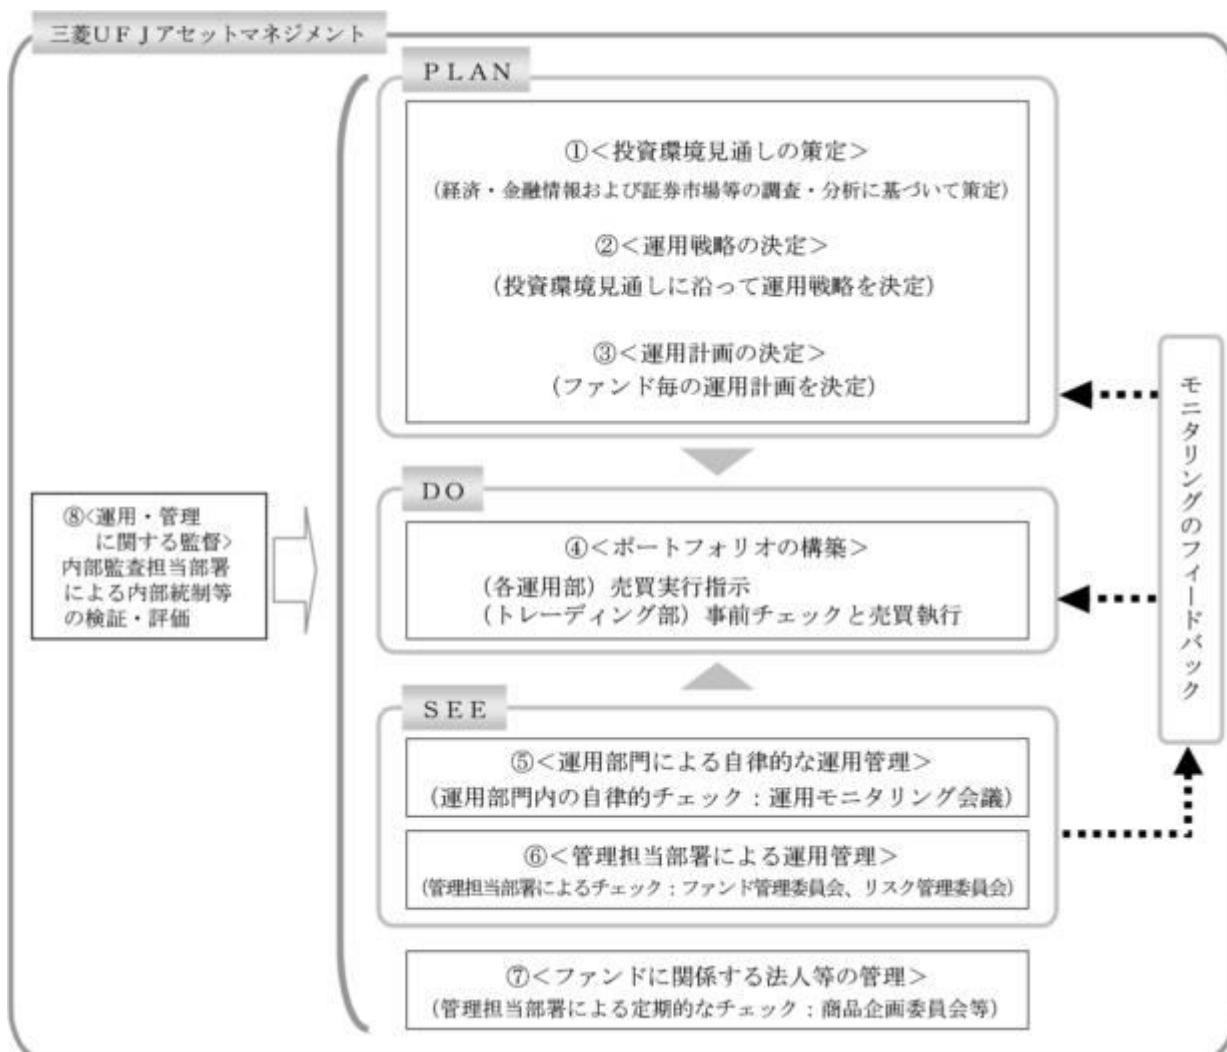 三菱UFJアセットマネジメント
PLAN
①<投資環境見通しの策定>
(経済・金融情報および証券市場等の調査・分析に基づいて策定)
②<運用戦略の決定>
(投資環境見通しに沿って運用戦略を決定)
③<運用計画の決定>
(ファンド毎の運用計画を決定)
DO
④<ポートフォリオの構築>
(各運用部) 売買実行指示
(トレーディング部) 事前チェックと売買執行
SEE
⑤<運用部門による自律的な運用管理>
(運用部門内の自律的チェック:運用モニタリング会議)
⑥<管理担当部署による運用管理>
(管理担当部署によるチェック:ファンド管理委員会、リスク管理委員会)
⑦<ファンドに関係する法人等の管理>
(管理担当部署による定期的なチェック:商品企画委員会等)
⑧<運用・管理
に関する監督>
内部監査担当部署
による内部統制等
の検証・評価
モニタリングのフィードバック